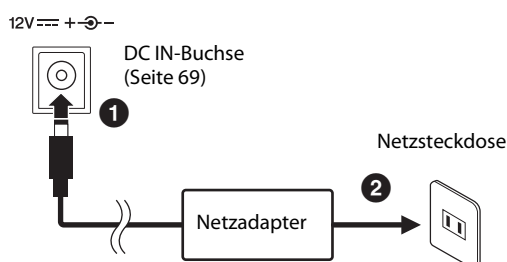 12V ⎓ + -
DC IN-Buchse
(Seite 69)
1
Netzsteckdose
2
Netzadapter